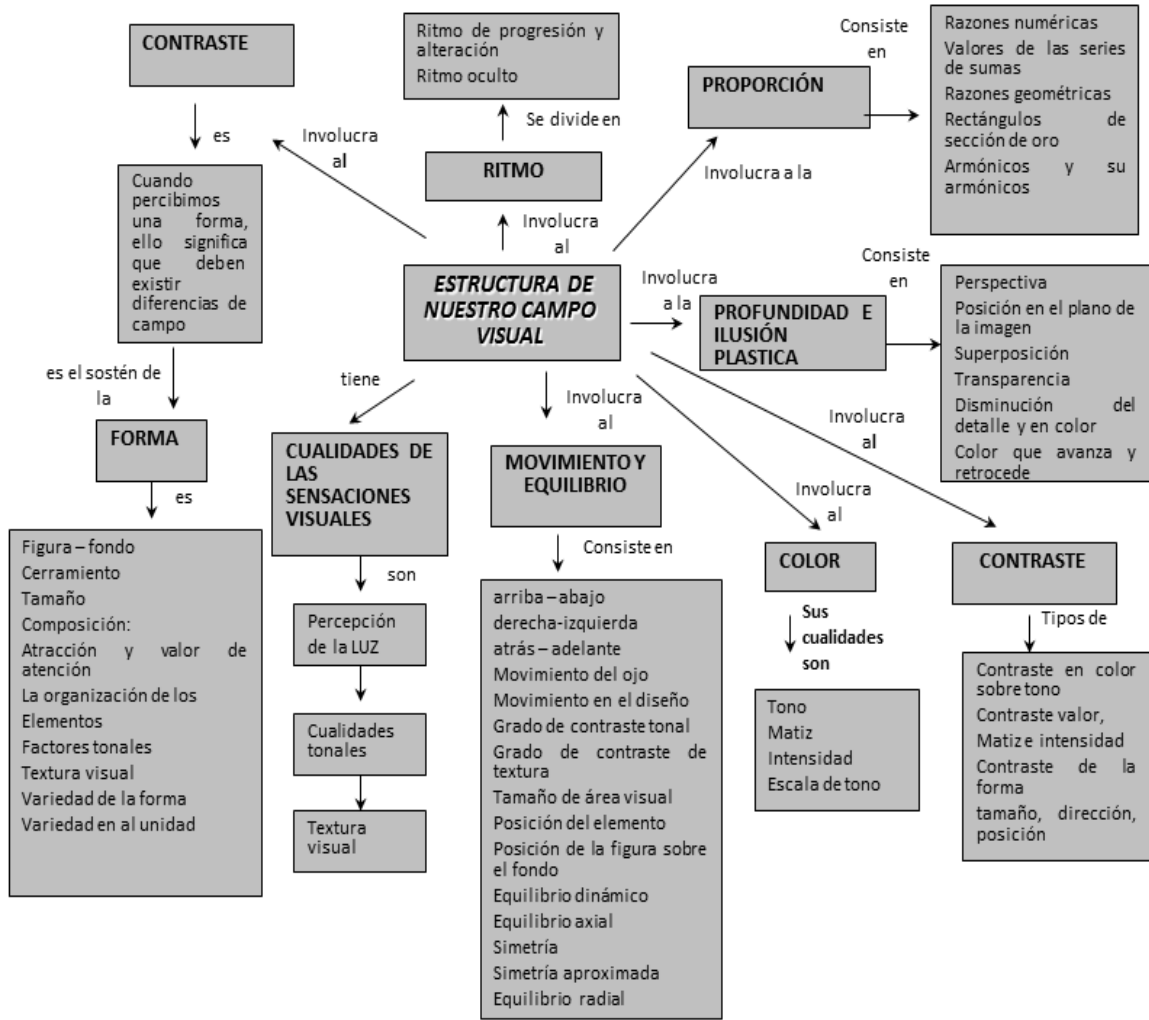 CONTRASTE
es
Cuando
percibimos
una forma,
ello significa
que deben
existir
diferencias de
campo
es el sostén de
la
FORMA
es
Figura – fondo
Cerramiento
Tamaño
Composición:
Atracción y valor de
atención
La organización de los
Elementos
Factores tonales
Textura visual
Variedad de la forma
Variedad en al unidad
Involucra
al
Ritmo de progresión y
alteración
Ritmo oculto
Se divide en
RITMO
Involucra
al
ESTRUCTURA DE
NUESTRO CAMPO
VISUAL
tiene
CUALIDADES DE
LAS
SENSACIONES
VISUALES
son
Percepción
de la LUZ
Cualidades
tonales
Textura
visual
Involucra
al
MOVIMIENTO Y
EQUILIBRIO
Consiste en
arriba – abajo
derecha-izquierda
atrás – adelante
Movimiento del ojo
Movimiento en el diseño
Grado de contraste tonal
Grado de contraste de
textura
Tamaño de área visual
Posición del elemento
Posición de la figura sobre
el fondo
Equilibrio dinámico
Equilibrio axial
Simetría
Simetría aproximada
Equilibrio radial
Involucra a la
PROPORCIÓN
Consiste
en
Razones numéricas
Valores de las series
de sumas
Razones geométricas
Rectángulos de
sección de oro
Armónicos y su
armónicos
Involucra
a la
PROFUNDIDAD E
ILUSIÓN
PLASTICA
Consiste
en
Perspectiva
Posición en el plano de
la imagen
Superposición
Transparencia
Disminución del
detalle y en color
Color que avanza y
retrocede
Involucra
al
COLOR
Sus
cualidades
son
Tono
Matiz
Intensidad
Escala de tono
Involucra
al
CONTRASTE
Tipos de
Contraste en color
sobre tono
Contraste valor,
Matiz e intensidad
Contraste de la
forma
tamaño, dirección,
posición